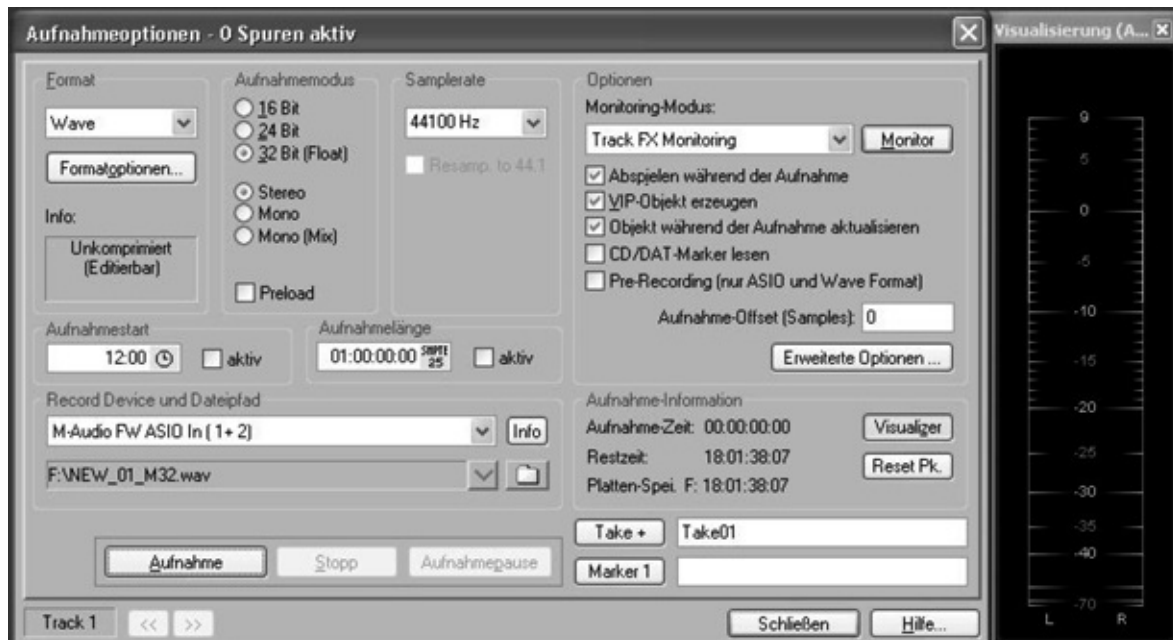 Aufnahmeoptionen - 0 Spuren aktiv
Format
Wave
Formatoptionen...
Info:
Unkomprimiert
(Editierbar)
Aufnahmemodus
16 Bit
24 Bit
32 Bit (Float)
Stereo
Mono
Mono (Mix)
Preload
Samplerate
44100 Hz
Resamp. to 44.1
Optionen
Monitoring-Modus:
Track FX Monitoring
Monitor
Abspielen während der Aufnahme
VIP-Objekt erzeugen
Objekt während der Aufnahme aktualisieren
CD/DAT-Marker lesen
Pre-Recording (nur ASIO und Wave Format)
Aufnahme-Offset (Samples): 0
Erweiterte Optionen ...
Aufnahmestart
12:00
aktiv
Aufnahmelänge
01:00:00:00 SMPTE 25
aktiv
Record Device und Dateipfad
M-Audio FW ASIO In ( 1+ 2)
Info
F:\NEW_01_M32.wav
Aufnahme-Information
Aufnahme-Zeit: 00:00:00:00
Restzeit: 18:01:38:07
Platten-Spei. F: 18:01:38:07
Visualizer
Reset Pk.
Aufnahme
Stopp
Aufnahmepause
Take +
Take01
Marker 1
Track 1
<<
>>
Schließen
Hilfe...
Visualisierung (A...
9
5
0
-5
-10
-15
-20
-25
-30
-35
-40
-70
L R